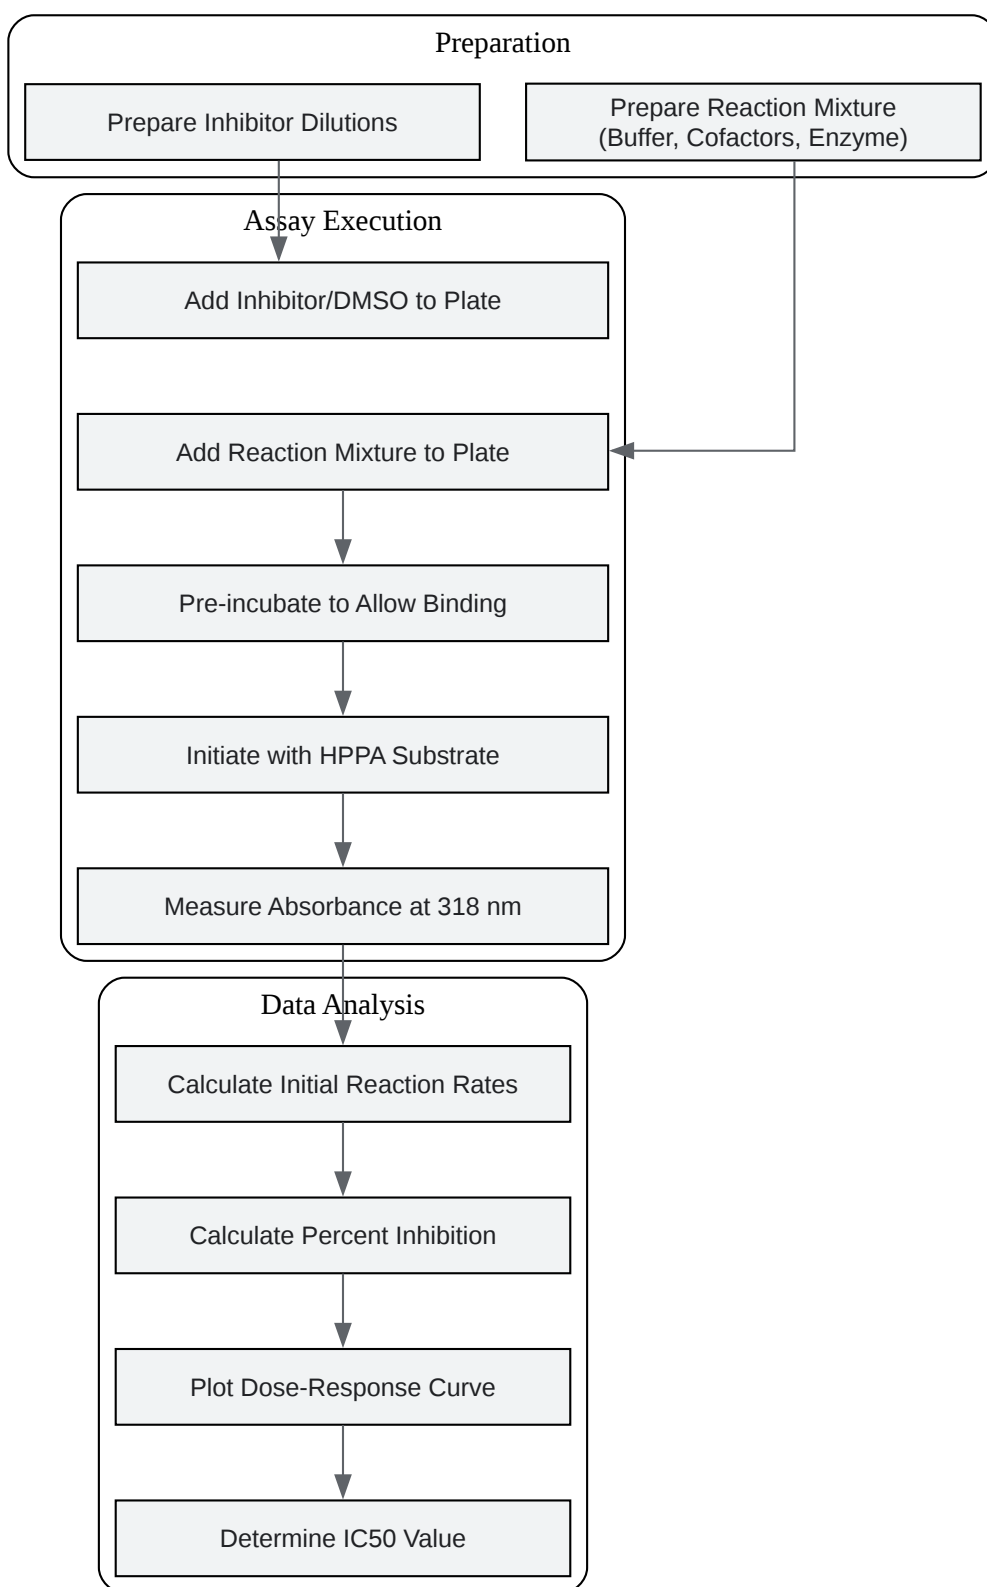 Preparation
Prepare Inhibitor Dilutions
Prepare Reaction Mixture
(Buffer, Cofactors, Enzyme)
Assay Execution
Add Inhibitor/DMSO to Plate
Add Reaction Mixture to Plate
Pre-incubate to Allow Binding
Initiate with HPPA Substrate
Measure Absorbance at 318 nm
Data Analysis
Calculate Initial Reaction Rates
Calculate Percent Inhibition
Plot Dose-Response Curve
Determine IC50 Value